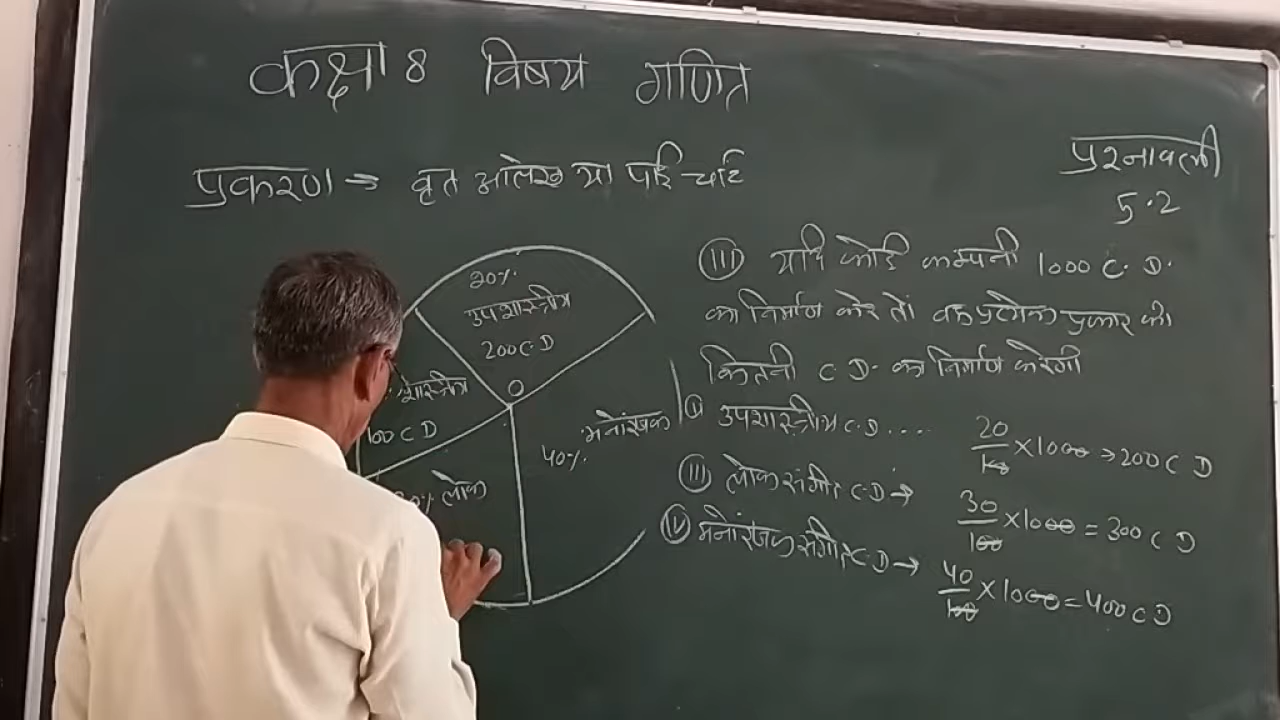 कक्षा 8 विषय गणित
प्रकरण → वृत आलेख या पाई चार्ट
प्रश्नावली
5.2
20%
उपशास्त्रीय
200 C.D
O
शास्त्रीय
100 C D
% लोक
40%
मनोरंजक
(III) यदि कोई कम्पनी 1000 C. D.
का निर्माण करे तो वह प्रत्येक प्रकार की
कितनी C D. का निर्माण करेगी
(II) उपशास्त्रीय C.D.... 20/100 × 1000 → 200 C D
(III) लोक संगीत C.D → 30/100 × 1000 = 300 C D
(IV) मनोरंजक संगीत C D → 40/100 × 1000 = 400 C D